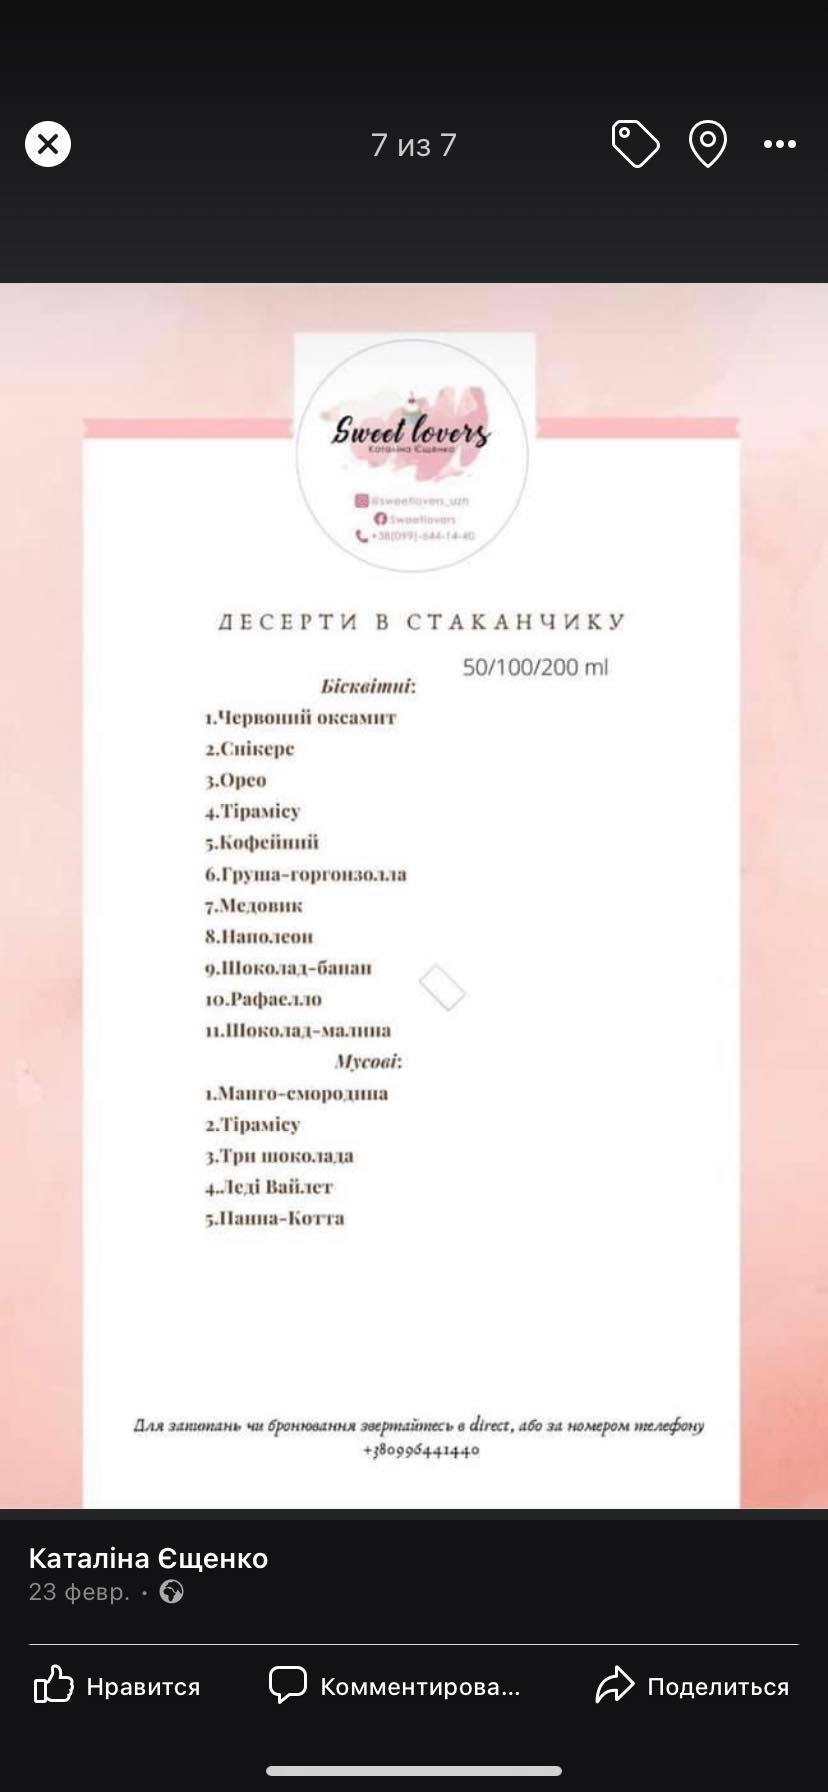 7 из 7
Sweet lovers
Каталіна Єщенко
@sweetlovers_uzh
Sweetlovers
+38(099)-644-14-40
ДЕСЕРТИ В СТАКАНЧИКУ
50/100/200 ml
Бісквітні:
1.Червоний оксамит
2.Снікерс
3.Орео
4.Тірамісу
5.Кофейний
6.Груша-горгонзолла
7.Медовик
8.Наполеон
9.Шоколад-банан
10.Рафаелло
11.Шоколад-малина
Мусові:
1.Манго-смородина
2.Тірамісу
3.Три шоколада
4.Леді Вайлет
5.Панна-Котта
Для запитань чи бронювання звертайтесь в direct, або за номером телефону
+380996441440
Каталіна Єщенко
23 февр. ·
Нравится
Комментирова...
Поделиться